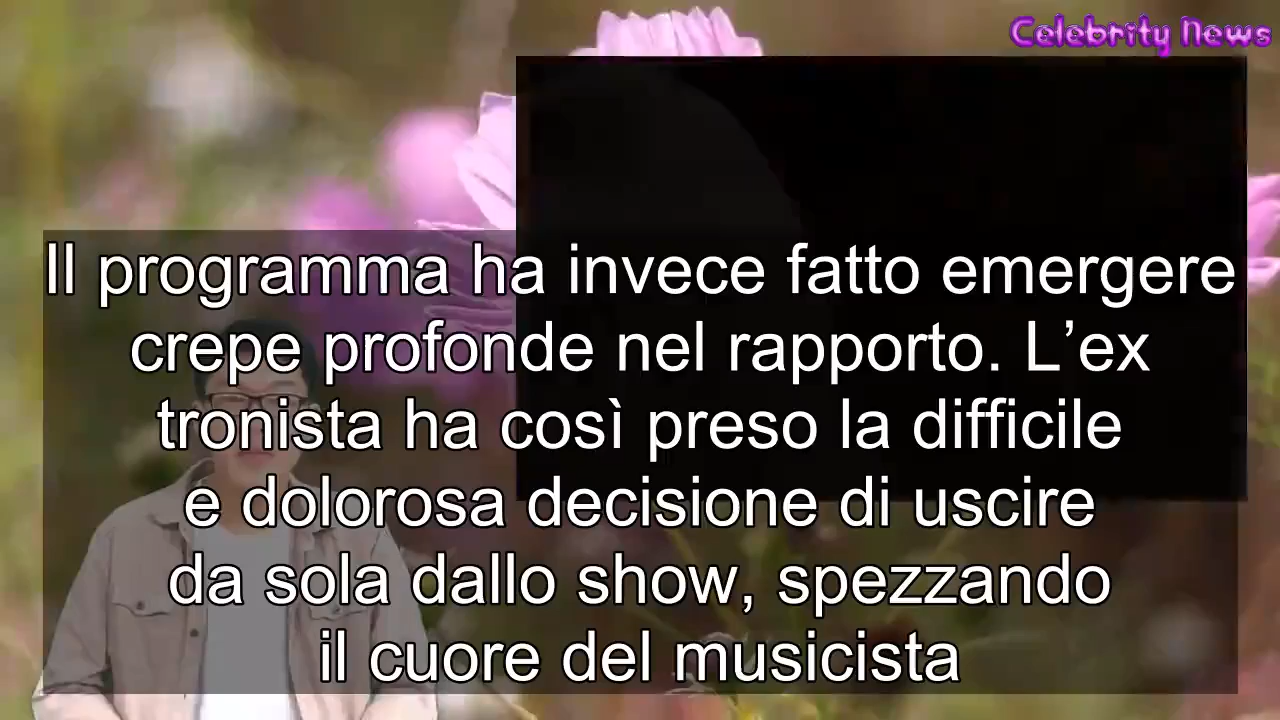 Celebrity News
Il programma ha invece fatto emergere
crepe profonde nel rapporto. L’ex
tronista ha così preso la difficile
e dolorosa decisione di uscire
da sola dallo show, spezzando
il cuore del musicista